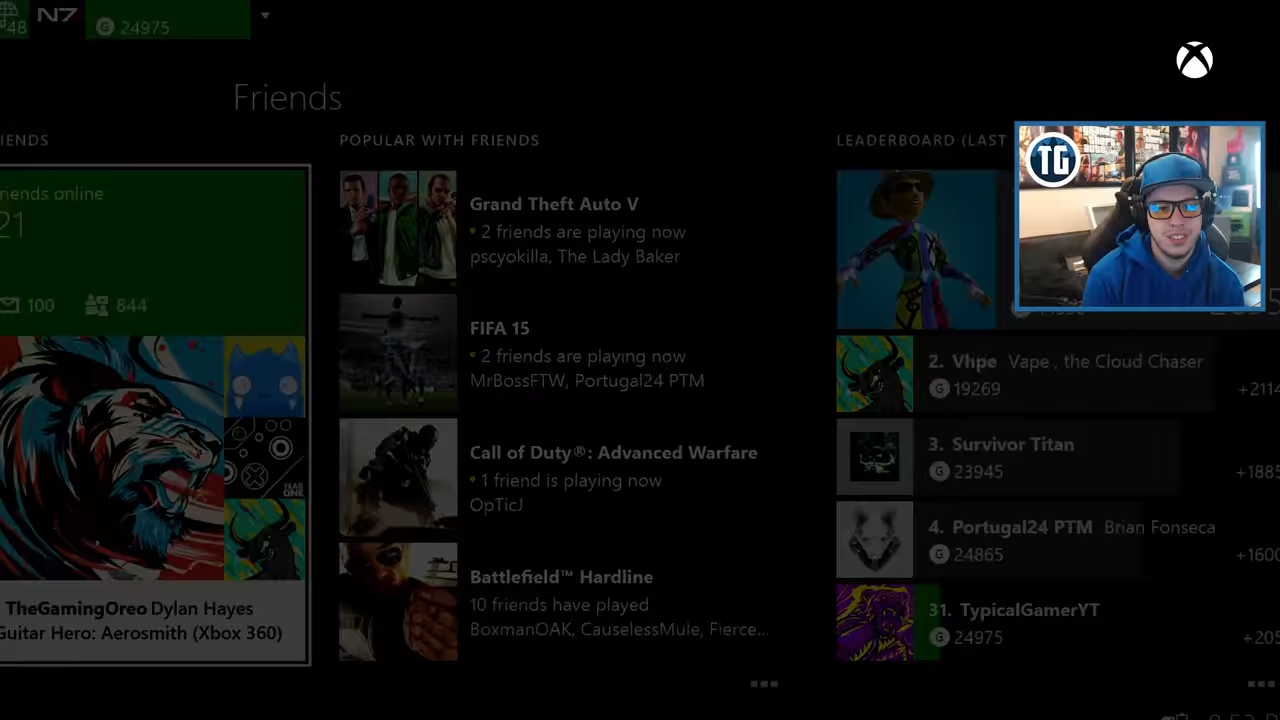 48
N7
G 24975
Friends
IENDS
POPULAR WITH FRIENDS
LEADERBOARD (LAST
TG
riends online
21
100
844
Grand Theft Auto V
2 friends are playing now
pscyokilla, The Lady Baker
FIFA 15
2 friends are playing now
MrBossFTW, Portugal24 PTM
Call of Duty®: Advanced Warfare
1 friend is playing now
OpTicJ
Battlefield™ Hardline
10 friends have played
BoxmanOAK, CauselessMule, Fierce...
YEAR
ONE
TheGamingOreo Dylan Hayes
Guitar Hero: Aerosmith (Xbox 360)
2. Vhpe Vape , the Cloud Chaser
G 19269
+2114
3. Survivor Titan
G 23945
+1885
4. Portugal24 PTM Brian Fonseca
G 24865
+1600
31. TypicalGamerYT
G 24975
+205